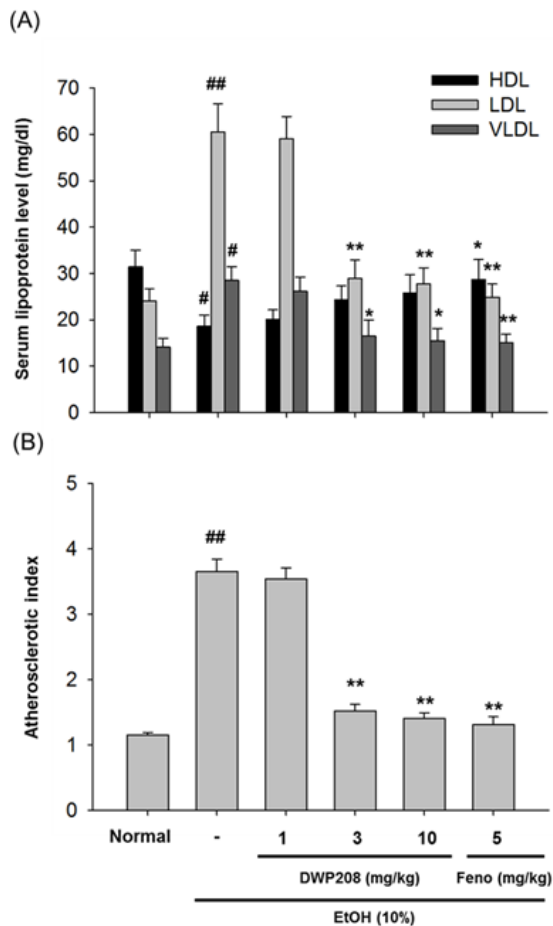 (A)
Serum lipoprotein level (mg/dl)
70
60
50
40
30
20
10
0
HDL
LDL
VLDL
##
#
#
**
*
**
*
*
**
**
(B)
Atherosclerotic index
5
4
3
2
1
0
##
**
**
**
Normal - 1 3 10 5
DWP208 (mg/kg) Feno (mg/kg)
EtOH (10%)